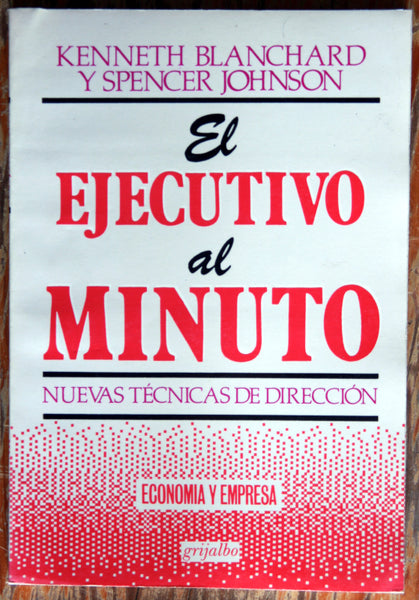 KENNETH BLANCHARD
Y SPENCER JOHNSON
El
EJECUTIVO
al
MINUTO
NUEVAS TÉCNICAS DE DIRECCIÓN
ECONOMIA Y EMPRESA
grijalbo